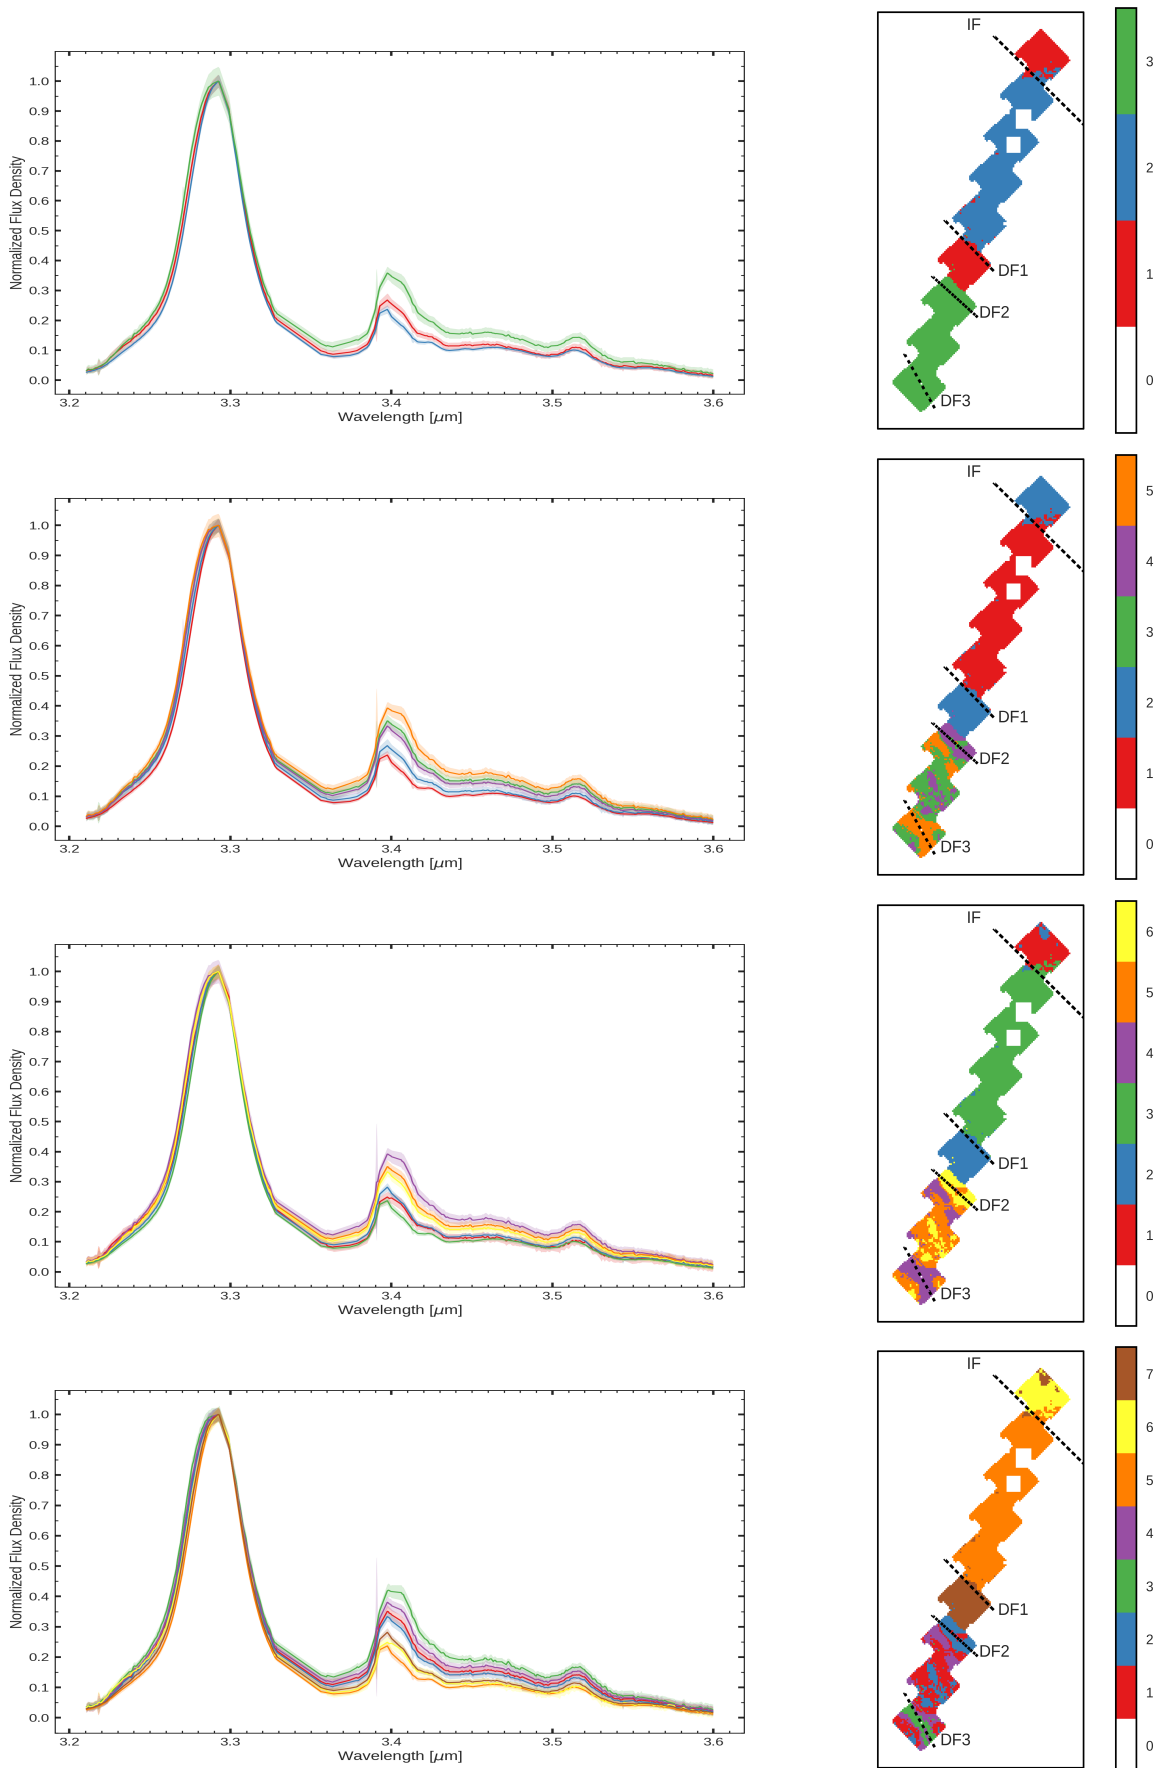 Normalized Flux Density
1.0
0.9
0.8
0.7
0.6
0.5
0.4
0.3
0.2
0.1
0.0
3.2 3.3 3.4 3.5 3.6
Wavelength [μm]
IF
DF1
DF2
DF3
3
2
1
0
Normalized Flux Density
1.0
0.9
0.8
0.7
0.6
0.5
0.4
0.3
0.2
0.1
0.0
3.2 3.3 3.4 3.5 3.6
Wavelength [μm]
IF
DF1
DF2
DF3
5
4
3
2
1
0
Normalized Flux Density
1.0
0.9
0.8
0.7
0.6
0.5
0.4
0.3
0.2
0.1
0.0
3.2 3.3 3.4 3.5 3.6
Wavelength [μm]
IF
DF1
DF2
DF3
6
5
4
3
2
1
0
Normalized Flux Density
1.0
0.9
0.8
0.7
0.6
0.5
0.4
0.3
0.2
0.1
0.0
3.2 3.3 3.4 3.5 3.6
Wavelength [μm]
IF
DF1
DF2
DF3
7
6
5
4
3
2
1
0